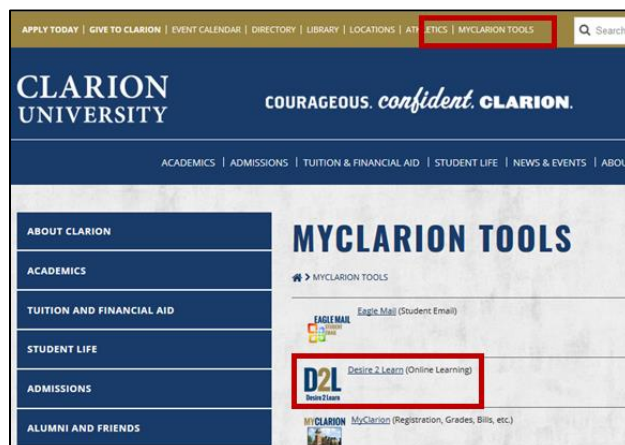 APPLY TODAY | GIVE TO CLARION | EVENT CALENDAR | DIRECTORY | LIBRARY | LOCATIONS | ATHLETICS | MYCLARION TOOLS
Search
CLARION
UNIVERSITY
COURAGEOUS. confident. CLARION.
ACADEMICS | ADMISSIONS | TUITION & FINANCIAL AID | STUDENT LIFE | NEWS & EVENTS | ABOU
ABOUT CLARION
ACADEMICS
TUITION AND FINANCIAL AID
STUDENT LIFE
ADMISSIONS
ALUMNI AND FRIENDS
MYCLARION TOOLS
> MYCLARION TOOLS
EAGLE MAIL
STUDENT
EMAIL
Eagle Mail (Student Email)
D2L
Desire2Learn
Desire 2 Learn (Online Learning)
MYCLARION
MyClarion (Registration, Grades, Bills, etc.)